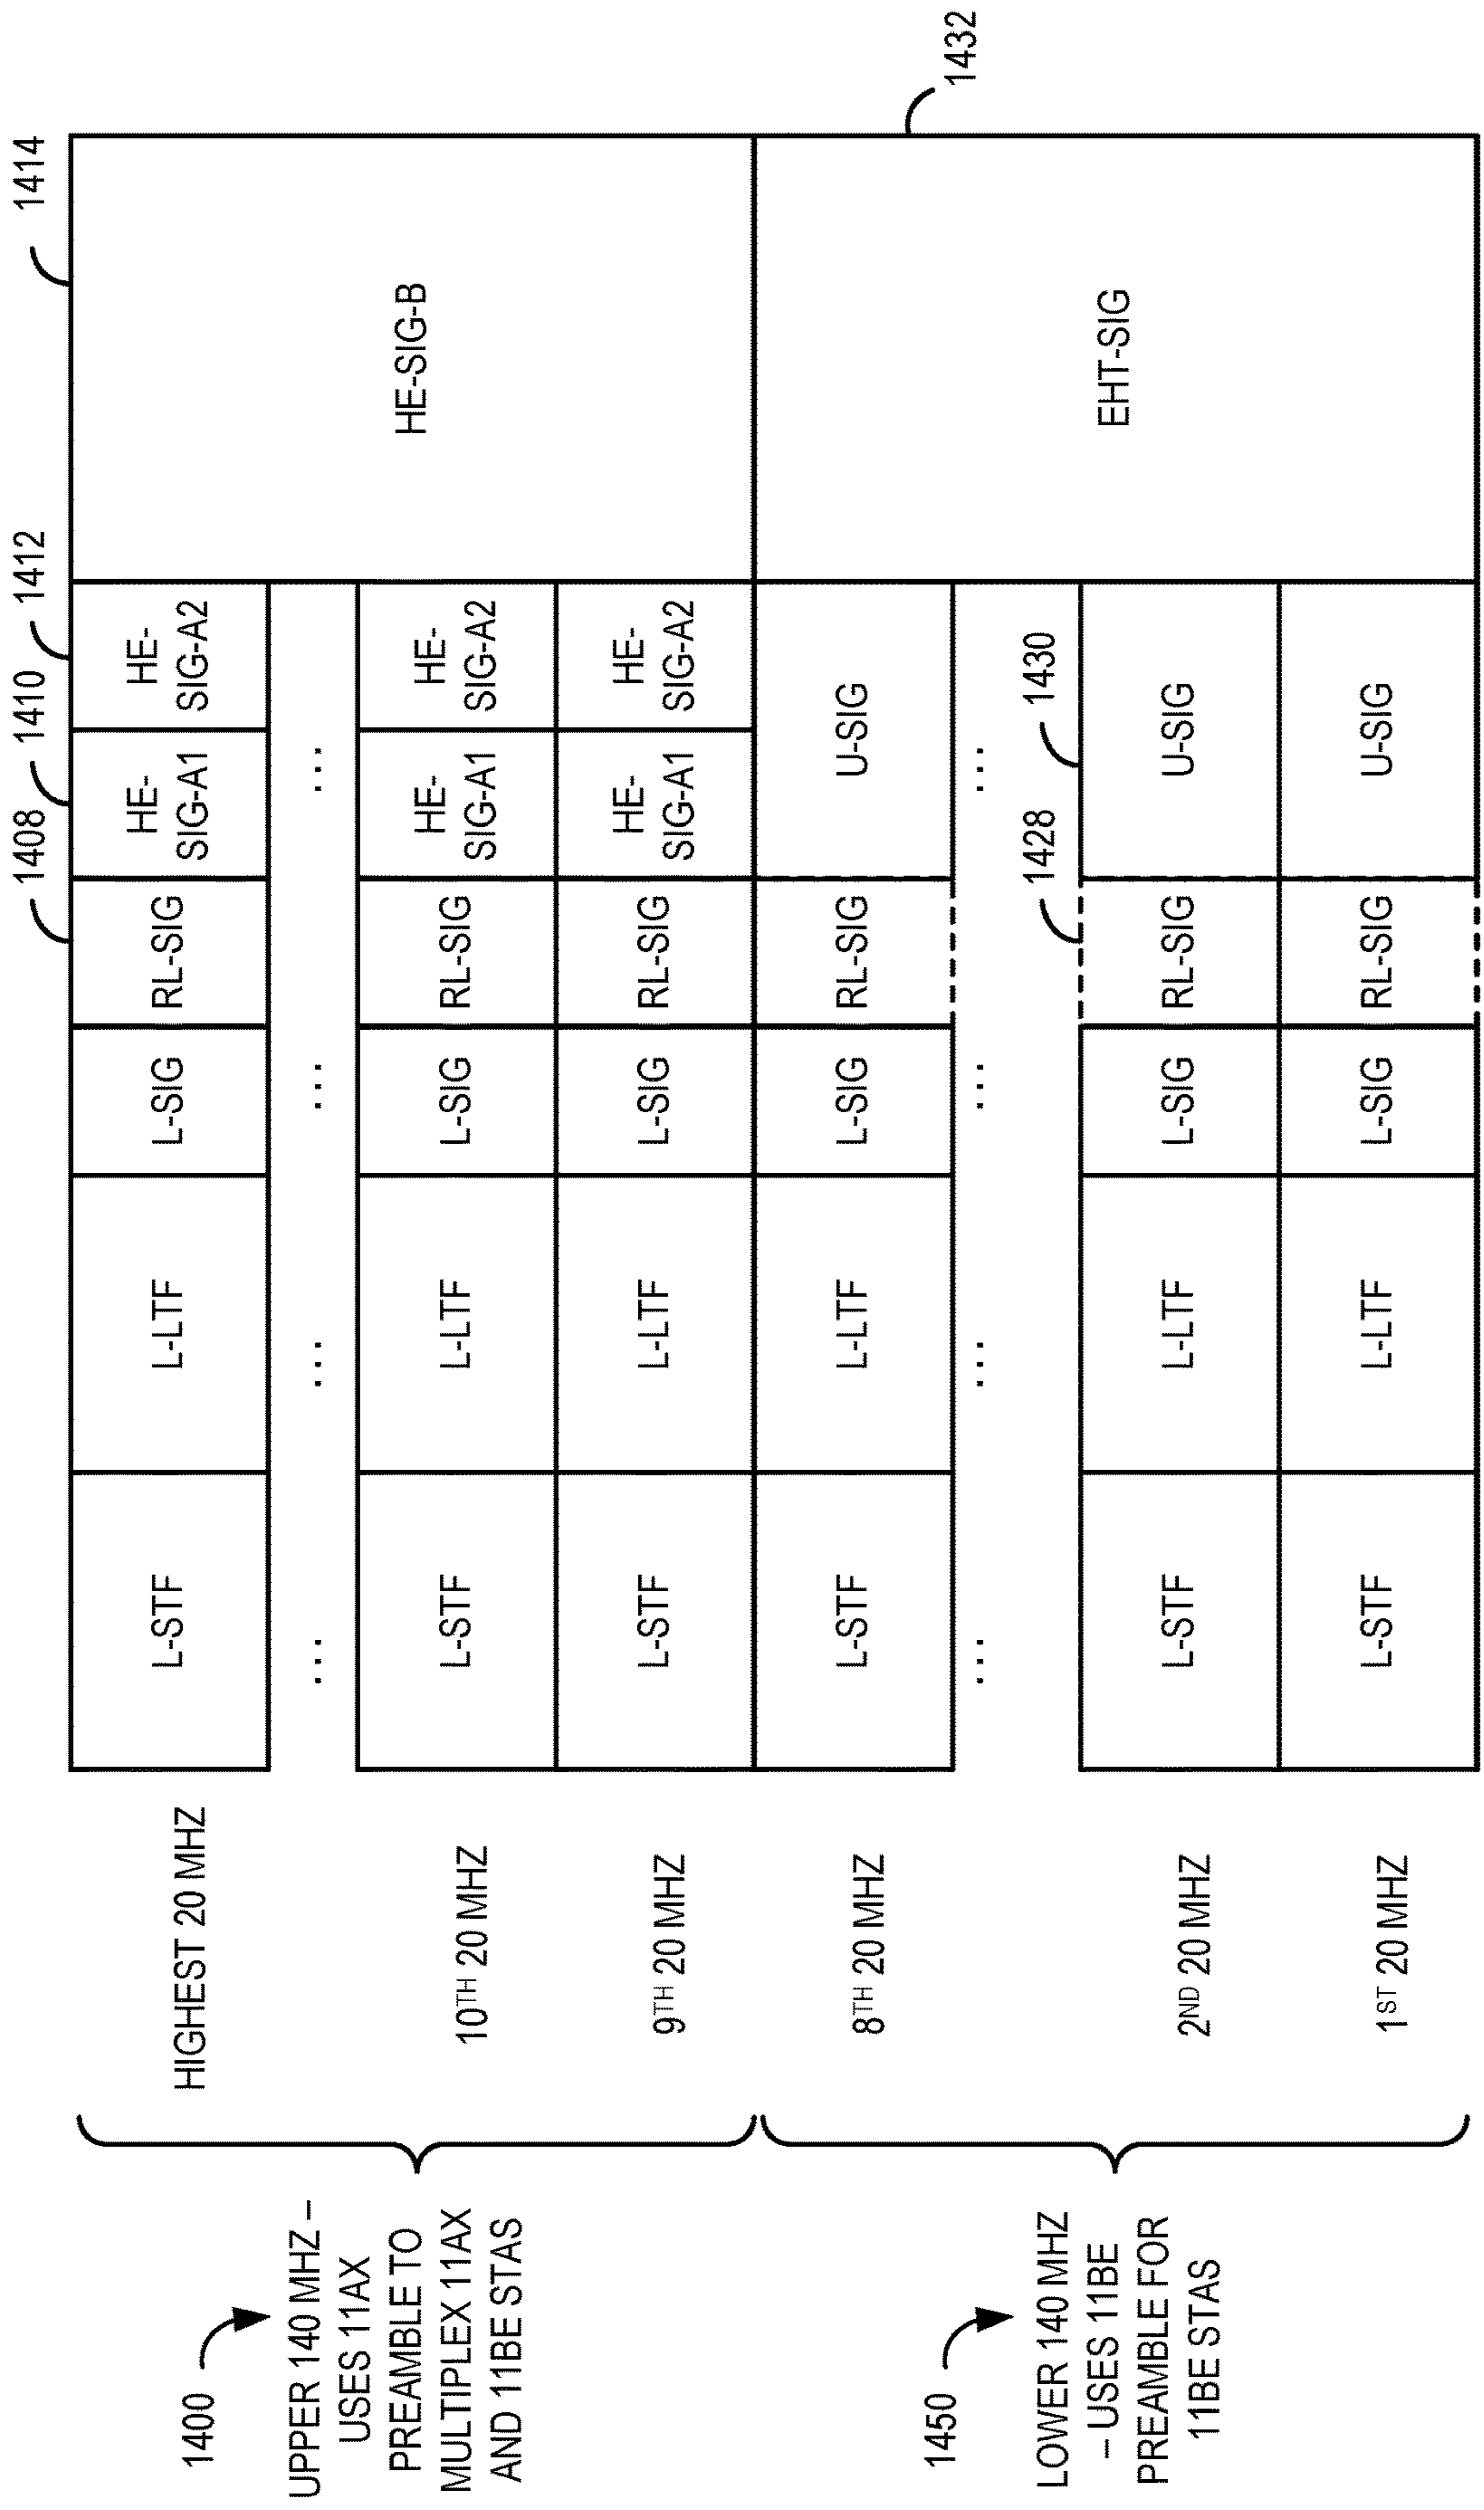 1400
UPPER 140 MHZ –
USES 11AX
PREAMBLE TO
MULTIPLEX 11AX
AND 11BE STAS
1450
LOWER 140 MHZ
– USES 11BE
PREAMBLE FOR
11BE STAS
1408
1410
1412
1414
HIGHEST 20 MHZ
L-STF
L-LTF
L-SIG
RL-SIG
HE-
SIG-A1
HE-
SIG-A2
HE-SIG-B
...
...
...
...
10TH 20 MHZ
L-STF
L-LTF
L-SIG
RL-SIG
HE-
SIG-A1
HE-
SIG-A2
9TH 20 MHZ
L-STF
L-LTF
L-SIG
RL-SIG
HE-
SIG-A1
HE-
SIG-A2
1432
8TH 20 MHZ
L-STF
L-LTF
L-SIG
RL-SIG
U-SIG
EHT-SIG
...
...
...
...
1428
1430
2ND 20 MHZ
L-STF
L-LTF
L-SIG
RL-SIG
U-SIG
1ST 20 MHZ
L-STF
L-LTF
L-SIG
RL-SIG
U-SIG